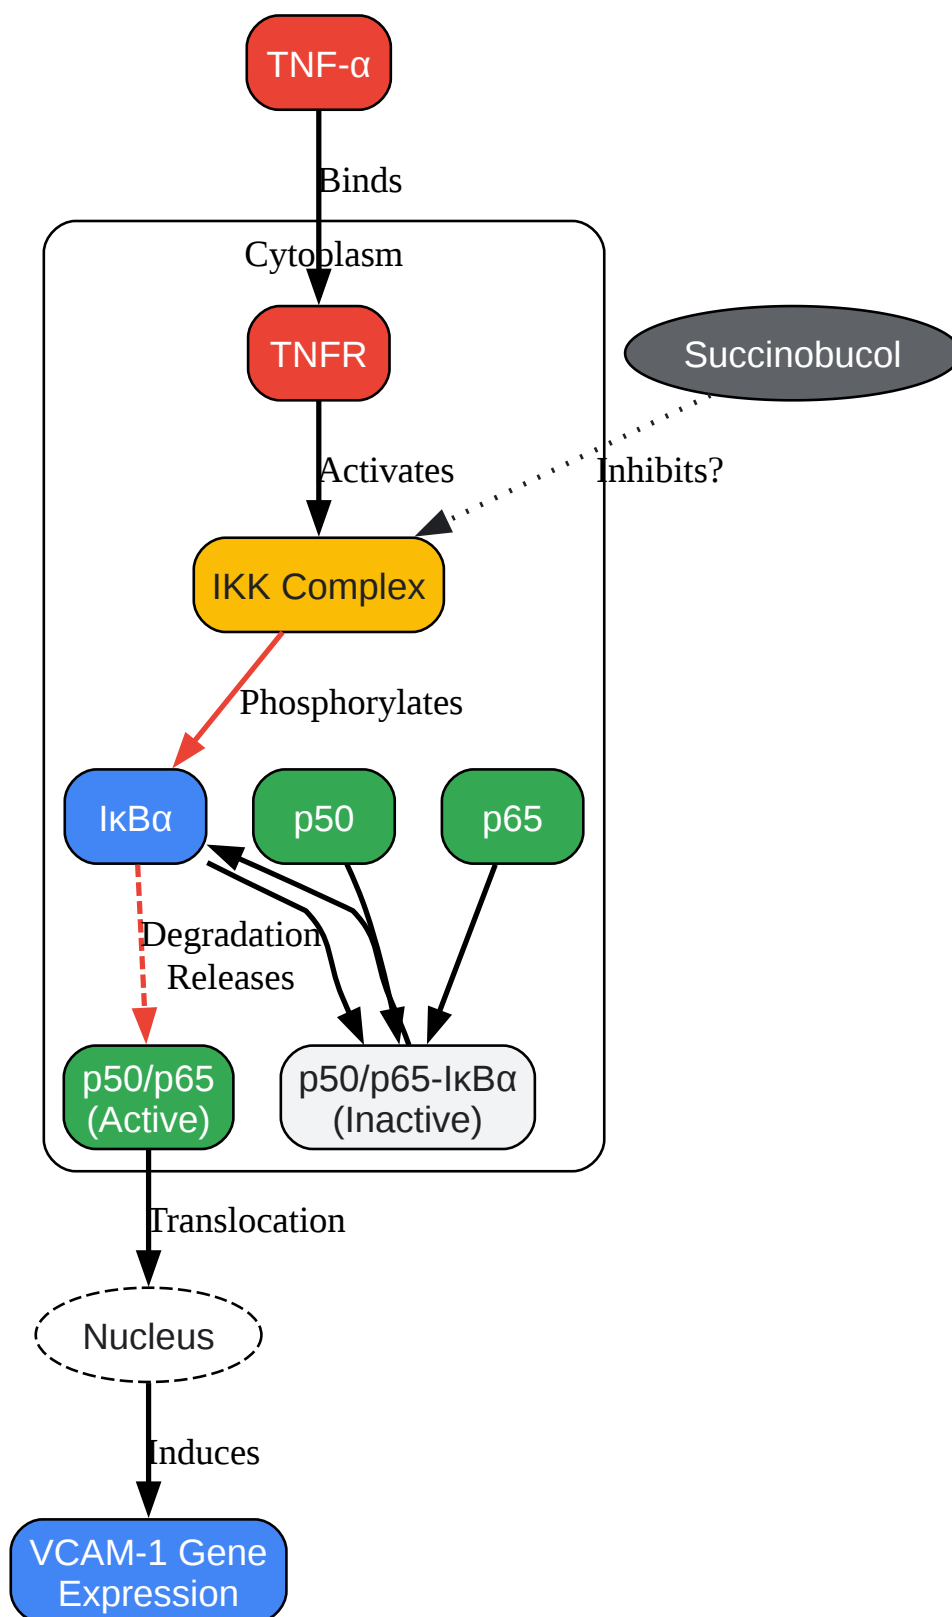 TNF-α
Binds
Cytoplasm
TNFR
Succinobucol
Activates
Inhibits?
IKK Complex
Phosphorylates
IκBα
p50
p65
Degradation
Releases
p50/p65
(Active)
p50/p65-IκBα
(Inactive)
Translocation
Nucleus
Induces
VCAM-1 Gene
Expression